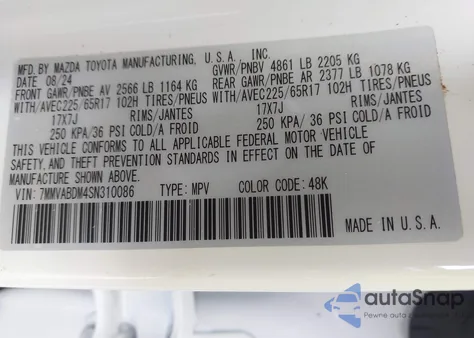 MFD. BY MAZDA TOYOTA MANUFACTURING, U.S.A. INC.
08/24 GVWR/PNBV 4861 LB 2205 KG
FRONT GAWR/PNBE AV 2566 LB 1164 KG REAR GAWR/PNBE AR 2377 LB 1078 KG
WITH/AVEC225/65R17 102H TIRES/PNEUS WITH/AVEC225/65R17 102H TIRES/PNEUS
17X7J RIMS/JANTES 17X7J RIMS/JANTES
250 KPA/ 36 PSI COLD/A FROID 250 KPA/ 36 PSI COLD/A FROID
THIS VEHICLE CONFORMS TO ALL APPLICABLE FEDERAL MOTOR VEHICLE
SAFETY, AND THEFT PREVENTION STANDARDS IN EFFECT ON THE DATE OF
MANUFACTURE SHOWN ABOVE.
VIN: 7MMVABDM4SN310086 TYPE: MPV COLOR CODE: 48K
MADE IN U.S.A.
autoSnap
Pewne auto